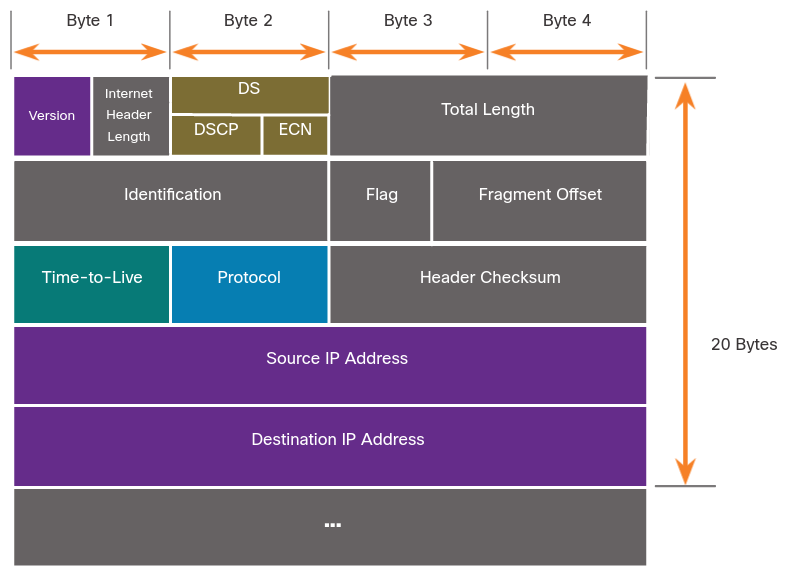 Byte 1
Byte 2
Byte 3
Byte 4
Version
Internet
Header
Length
DS
DSCP
ECN
Total Length
Identification
Flag
Fragment Offset
Time-to-Live
Protocol
Header Checksum
Source IP Address
20 Bytes
Destination IP Address
...